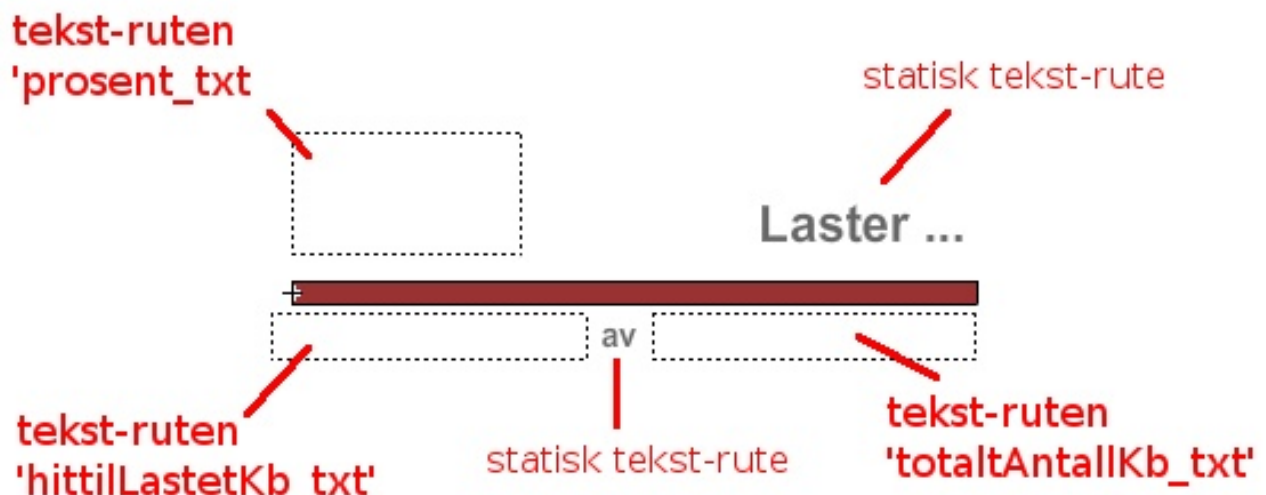 tekst-ruten
'prosent_txt
statisk tekst-rute
Laster ...
av
tekst-ruten
'hittilLastetKb_txt'
statisk tekst-rute
tekst-ruten
'totaltAntallKb_txt'